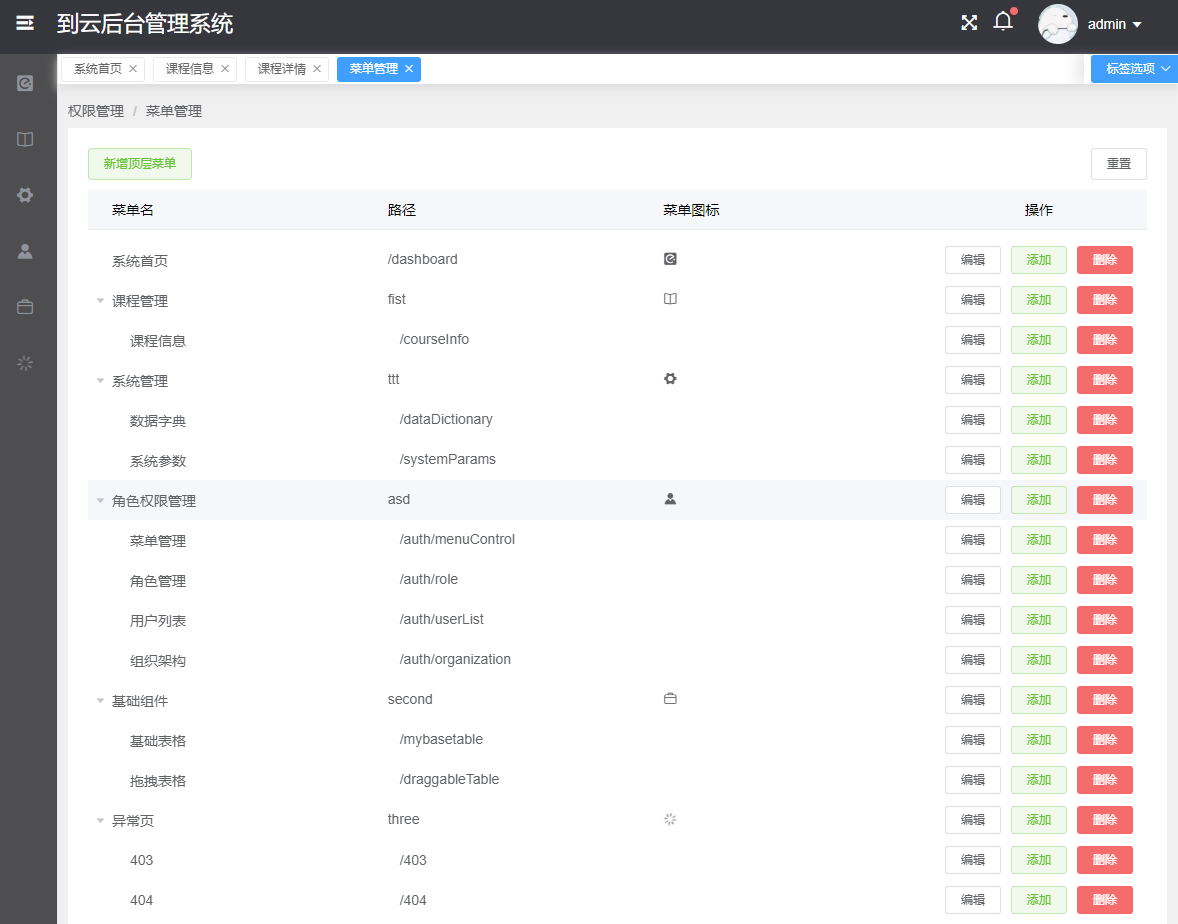 到云后台管理系统 admin
系统首页 课程信息 课程详情 菜单管理 标签选项
权限管理 / 菜单管理
新增顶层菜单 重置
菜单名 路径 菜单图标 操作
系统首页 /dashboard 编辑 添加 删除
课程管理 fist 编辑 添加 删除
课程信息 /courseInfo 编辑 添加 删除
系统管理 ttt 编辑 添加 删除
数据字典 /dataDictionary 编辑 添加 删除
系统参数 /systemParams 编辑 添加 删除
角色权限管理 asd 编辑 添加 删除
菜单管理 /auth/menuControl 编辑 添加 删除
角色管理 /auth/role 编辑 添加 删除
用户列表 /auth/userList 编辑 添加 删除
组织架构 /auth/organization 编辑 添加 删除
基础组件 second 编辑 添加 删除
基础表格 /mybasetable 编辑 添加 删除
拖拽表格 /draggableTable 编辑 添加 删除
异常页 three 编辑 添加 删除
403 /403 编辑 添加 删除
404 /404 编辑 添加 删除